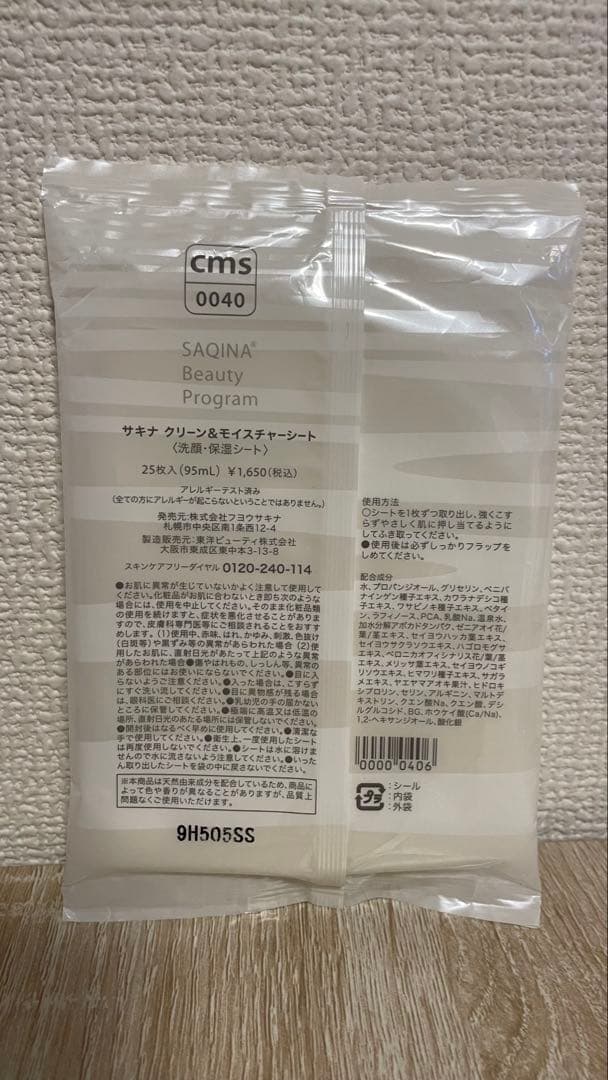 cms
0040
SAQINA®
Beauty
Program
サキナ クリーン&モイスチャーシート
〈洗顔・保湿シート〉
25枚入(95mL) ¥1,650(税込)
アレルギーテスト済み
(全ての方にアレルギーが起こらないということではありません。)
発売元:株式会社フヨウサキナ
札幌市中央区南1条西12-4
製造販売元:東洋ビューティ株式会社
大阪市東成区東中本3-13-8
スキンケアフリーダイヤル 0120-240-114
●お肌に異常が生じていないかよく注意して使用して
ください。化粧品がお肌に合わないとき即ち次のような
場合には、使用を中止してください。そのまま化粧品類
の使用を続けますと、症状を悪化させることがあります
ので、皮膚科専門医等にご相談されることをおすす
めします。(1)使用中、赤味、はれ、かゆみ、刺激、色抜け
(白斑等)や黒ずみ等の異常があらわれた場合 (2)使
用したお肌に、直射日光があたって上記のような異常
があらわれた場合●傷やはれもの、しっしん等、異常の
ある部位にはお使いにならないでください。●目に入
らないようご注意ください。●入った場合は、こすらずに
すぐ洗い流してください。●目に異物感が残る場合
は、眼科医にご相談ください。●乳幼児の手の届かない
ところに保管してください。●極端に高温又は低温の
場所、直射日光のあたる場所には保管しないでください。
●開封後はなるべく早めに使用してください。●清潔な
手で使用してください。●衛生上、一度使用したシート
は再度使用しないでください。●シートは水に溶けま
せんので水に流さないよう注意してください。●いった
ん取り出したシートを袋の中に戻さないでください。
※本商品は天然由来成分を配合しているため、商品に
よって色や香りが異なることがありますが、品質上
問題なくご使用いただけます。
9H505SS
使用方法
○シートを1枚ずつ取り出し、強くこす
らずやさしく肌に押し当てるように
してふき取ってください。
●使用後は必ずしっかりフラップを
しめてください。
配合成分
水、プロパンジオール、グリセリン、ベニバ
ナインゲン種子エキス、カワラナデシコ種
子エキス、ワサビノキ種子エキス、ベタイ
ン、ラフィノース、PCA、乳酸Na、温泉水、
加水分解アボカドタンパク、ゼニアオイ花/
葉/茎エキス、セイヨウハッカ葉エキス、
セイヨウサクラソウエキス、ハゴロモグサ
エキス、ベロニカオフィシナリス花/葉/茎
エキス、メリッサ葉エキス、セイヨウノコギ
リソウエキス、ヒマワリ種子エキス、サガラ
メエキス、ヤエヤマアオキ果汁、ヒドロキ
シプロリン、セリン、アルギニン、マルトデ
キストリン、クエン酸Na、クエン酸、デシ
ルグルコシド、BG、ホウケイ酸(Ca/Na)、
1,2-ヘキサンジオール、酸化銀
0000 0406
プラ
:シール
:内袋
:外袋